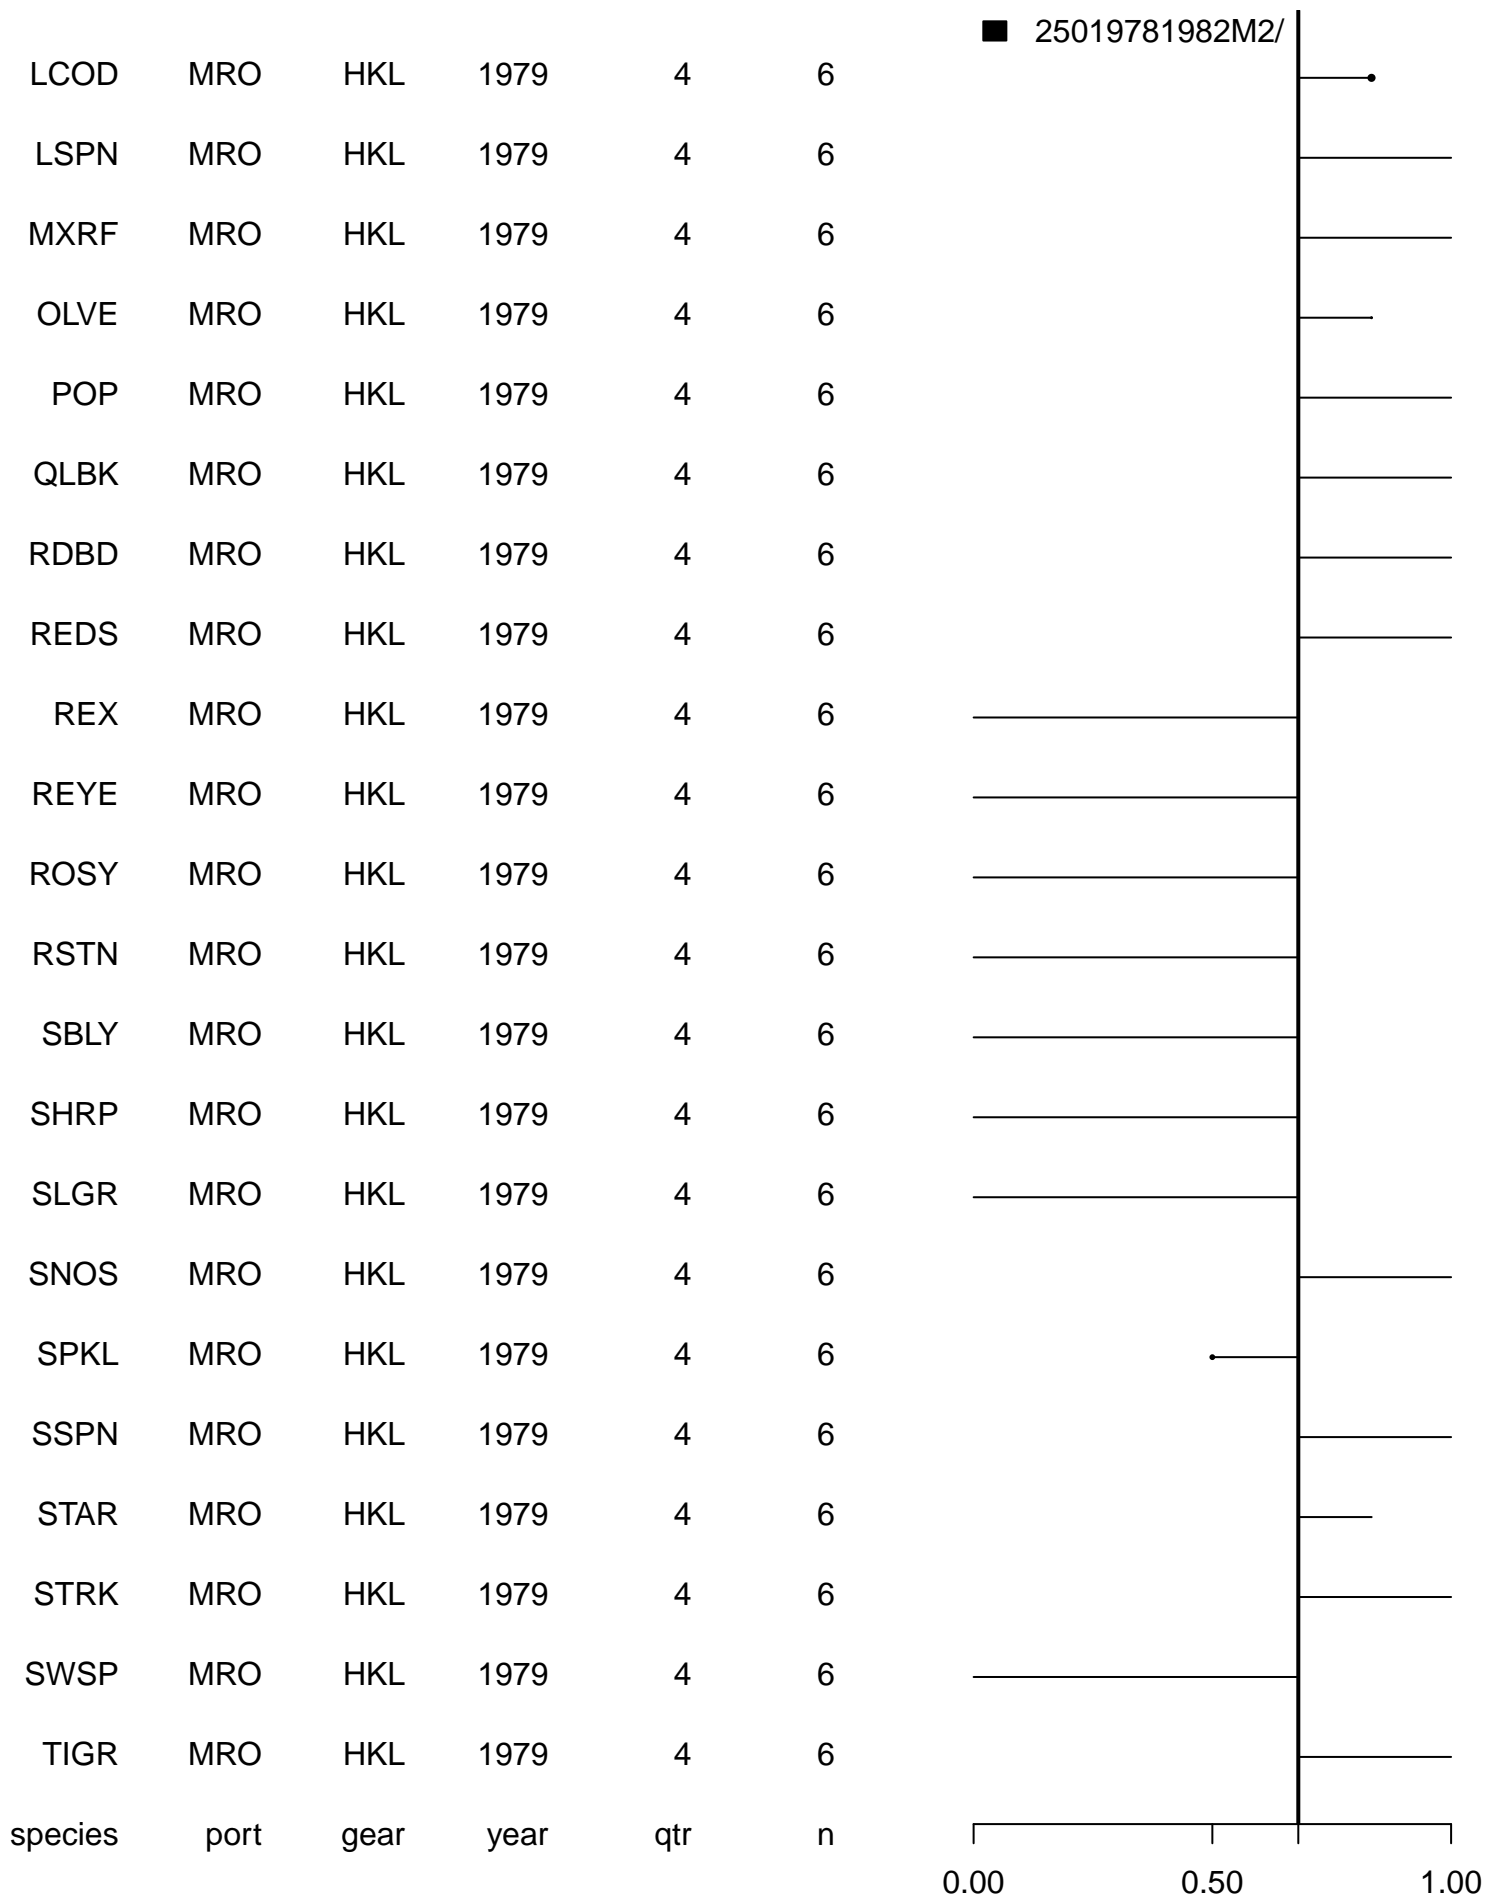 25019781982M2/
LCOD MRO HKL 1979 4 6
LSPN MRO HKL 1979 4 6
MXRF MRO HKL 1979 4 6
OLVE MRO HKL 1979 4 6
POP MRO HKL 1979 4 6
QLBK MRO HKL 1979 4 6
RDBD MRO HKL 1979 4 6
REDS MRO HKL 1979 4 6
REX MRO HKL 1979 4 6
REYE MRO HKL 1979 4 6
ROSY MRO HKL 1979 4 6
RSTN MRO HKL 1979 4 6
SBLY MRO HKL 1979 4 6
SHRP MRO HKL 1979 4 6
SLGR MRO HKL 1979 4 6
SNOS MRO HKL 1979 4 6
SPKL MRO HKL 1979 4 6
SSPN MRO HKL 1979 4 6
STAR MRO HKL 1979 4 6
STRK MRO HKL 1979 4 6
SWSP MRO HKL 1979 4 6
TIGR MRO HKL 1979 4 6
species port gear year qtr n
0.00 0.50 1.00